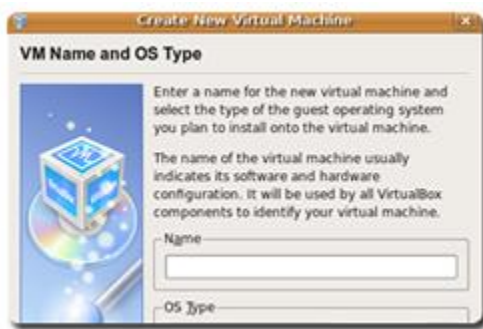 Create New Virtual Machine
VM Name and OS Type
Enter a name for the new virtual machine and
select the type of the guest operating system
you plan to install onto the virtual machine.
The name of the virtual machine usually
indicates its software and hardware
configuration. It will be used by all VirtualBox
components to identify your virtual machine.
Name
OS Type